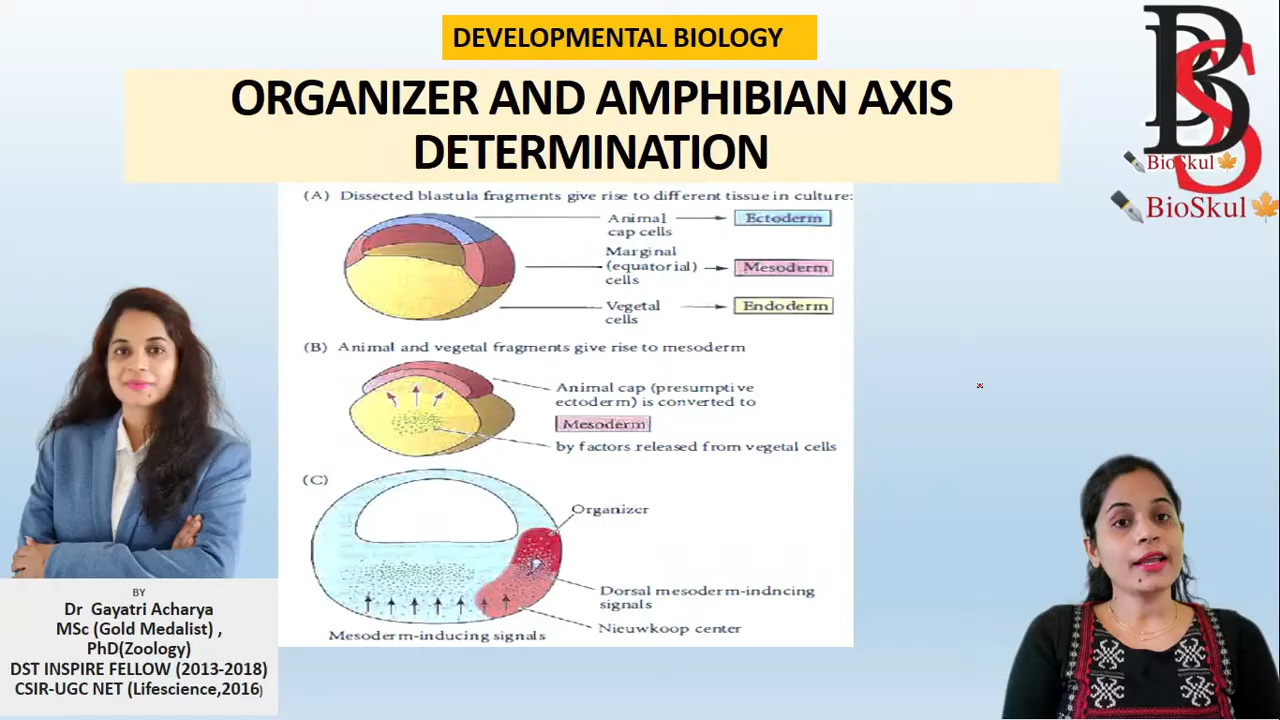 DEVELOPMENTAL BIOLOGY
ORGANIZER AND AMPHIBIAN AXIS
DETERMINATION
BS
BioSkul
BioSkul
(A) Dissected blastula fragments give rise to different tissue in culture:
Animal
cap cells
Ectoderm
Marginal
(equatorial)
cells
Mesoderm
Vegetal
cells
Endoderm
(B) Animal and vegetal fragments give rise to mesoderm
Animal cap (presumptive
ectoderm) is converted to
Mesoderm
by factors released from vegetal cells
(C)
Organizer
Dorsal mesoderm-indncing
signals
Nieuwkoop center
Mesoderm-inducing signals
BY
Dr Gayatri Acharya
MSc (Gold Medalist) ,
PhD(Zoology)
DST INSPIRE FELLOW (2013-2018)
CSIR-UGC NET (Lifescience,2016)